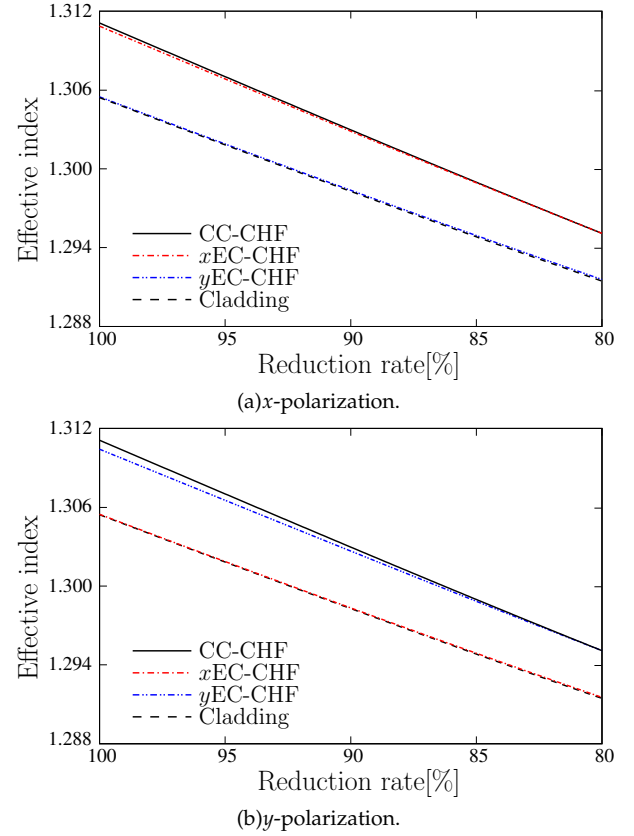 1.312
1.306
1.300
1.294
1.288
Effective index
CC-CHF
xEC-CHF
yEC-CHF
Cladding
100
95
90
85
80
Reduction rate[%]
(a)x-polarization.
1.312
1.306
1.300
1.294
1.288
Effective index
CC-CHF
xEC-CHF
yEC-CHF
Cladding
100
95
90
85
80
Reduction rate[%]
(b)y-polarization.